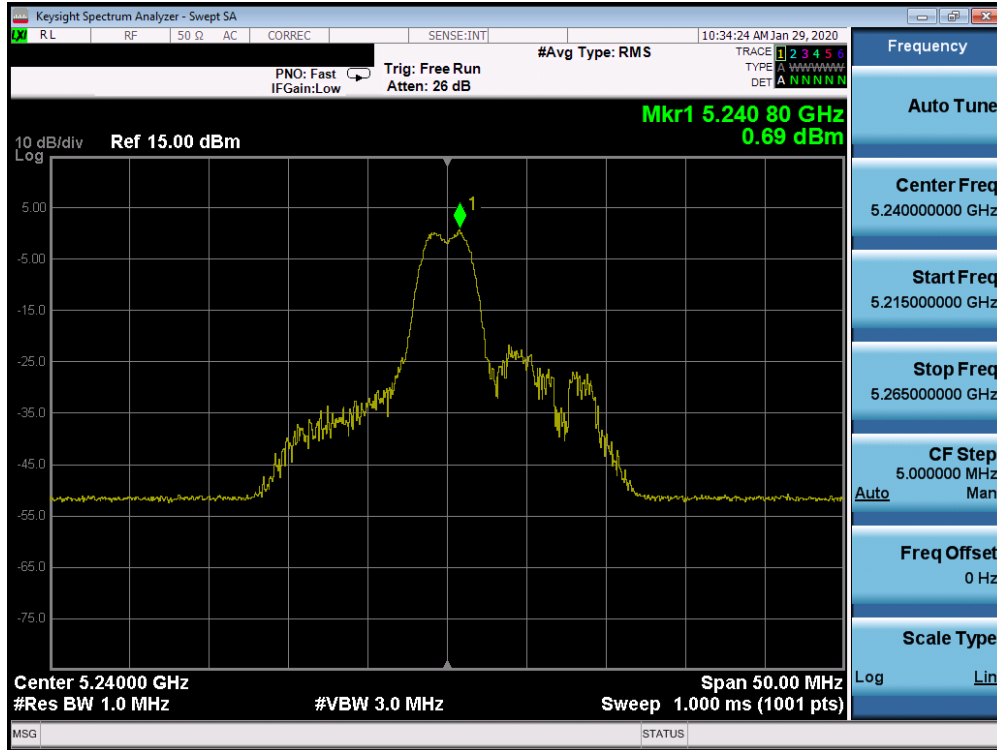 Keysight Spectrum Analyzer - Swept SA
LXI RL RF 50 Ω AC CORREC SENSE:INT 10:34:24 AM Jan 29, 2020
#Avg Type: RMS
TRACE 1 2 3 4 5 6
TYPE A WWWWW
DET A N N N N N
PNO: Fast
IFGain:Low
Trig: Free Run
Atten: 26 dB
Mkr1 5.240 80 GHz
0.69 dBm
10 dB/div Ref 15.00 dBm
Log
1
5.00
-5.00
-15.0
-25.0
-35.0
-45.0
-55.0
-65.0
-75.0
Center 5.24000 GHz Span 50.00 MHz
#Res BW 1.0 MHz #VBW 3.0 MHz Sweep 1.000 ms (1001 pts)
MSG STATUS
Frequency
Auto Tune
Center Freq
5.240000000 GHz
Start Freq
5.215000000 GHz
Stop Freq
5.265000000 GHz
CF Step
5.000000 MHz
Auto Man
Freq Offset
0 Hz
Scale Type
Log Lin